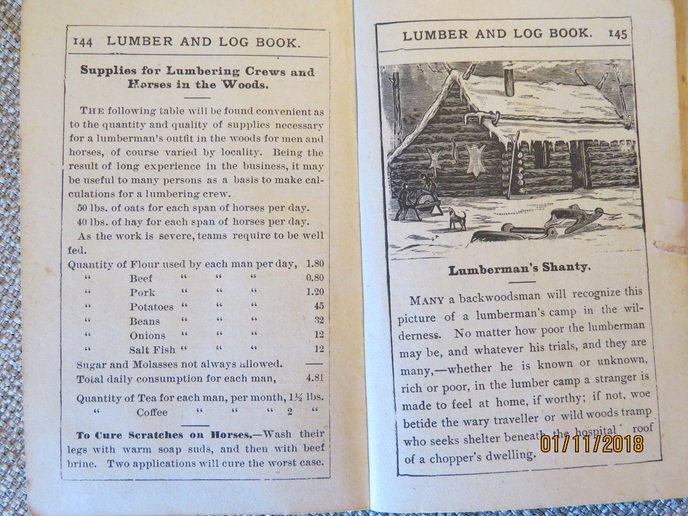 144 LUMBER AND LOG BOOK.
Supplies for Lumbering Crews and
Horses in the Woods.
THE following table will be found convenient as
to the quantity and quality of supplies necessary
for a lumberman's outfit in the woods for men and
horses, of course varied by locality. Being the
result of long experience in the business, it may
be useful to many persons as a basis to make cal-
culations for a lumbering crew.
50 lbs. of oats for each span of horses per day.
40 lbs. of hay for each span of horses per day.
As the work is severe, teams require to be well
fed.
Quantity of Flour used by each man per day, 1.80
“ Beef “ “ “ 0.80
“ Pork “ “ “ 1.20
“ Potatoes “ “ “ 45
“ Beans “ “ “ 32
“ Onions “ “ “ 12
“ Salt Fish “ “ “ 12
Sugar and Molasses not always allowed.
Total daily consumption for each man, 4.81
Quantity of Tea for each man, per month, 1½ lbs.
“ Coffee “ “ “ 2 “
To Cure Scratches on Horses.—Wash their
legs with warm soap suds, and then with beef
brine. Two applications will cure the worst case.
LUMBER AND LOG BOOK. 145
Lumberman's Shanty.
MANY a backwoodsman will recognize this
picture of a lumberman's camp in the wil-
derness. No matter how poor the lumberman
may be, and whatever his trials, and they are
many,—whether he is known or unknown,
rich or poor, in the lumber camp a stranger is
made to feel at home, if worthy; if not, woe
betide the wary traveller or wild woods tramp
who seeks shelter beneath the hospital roof
of a chopper's dwelling.
01/11/2018